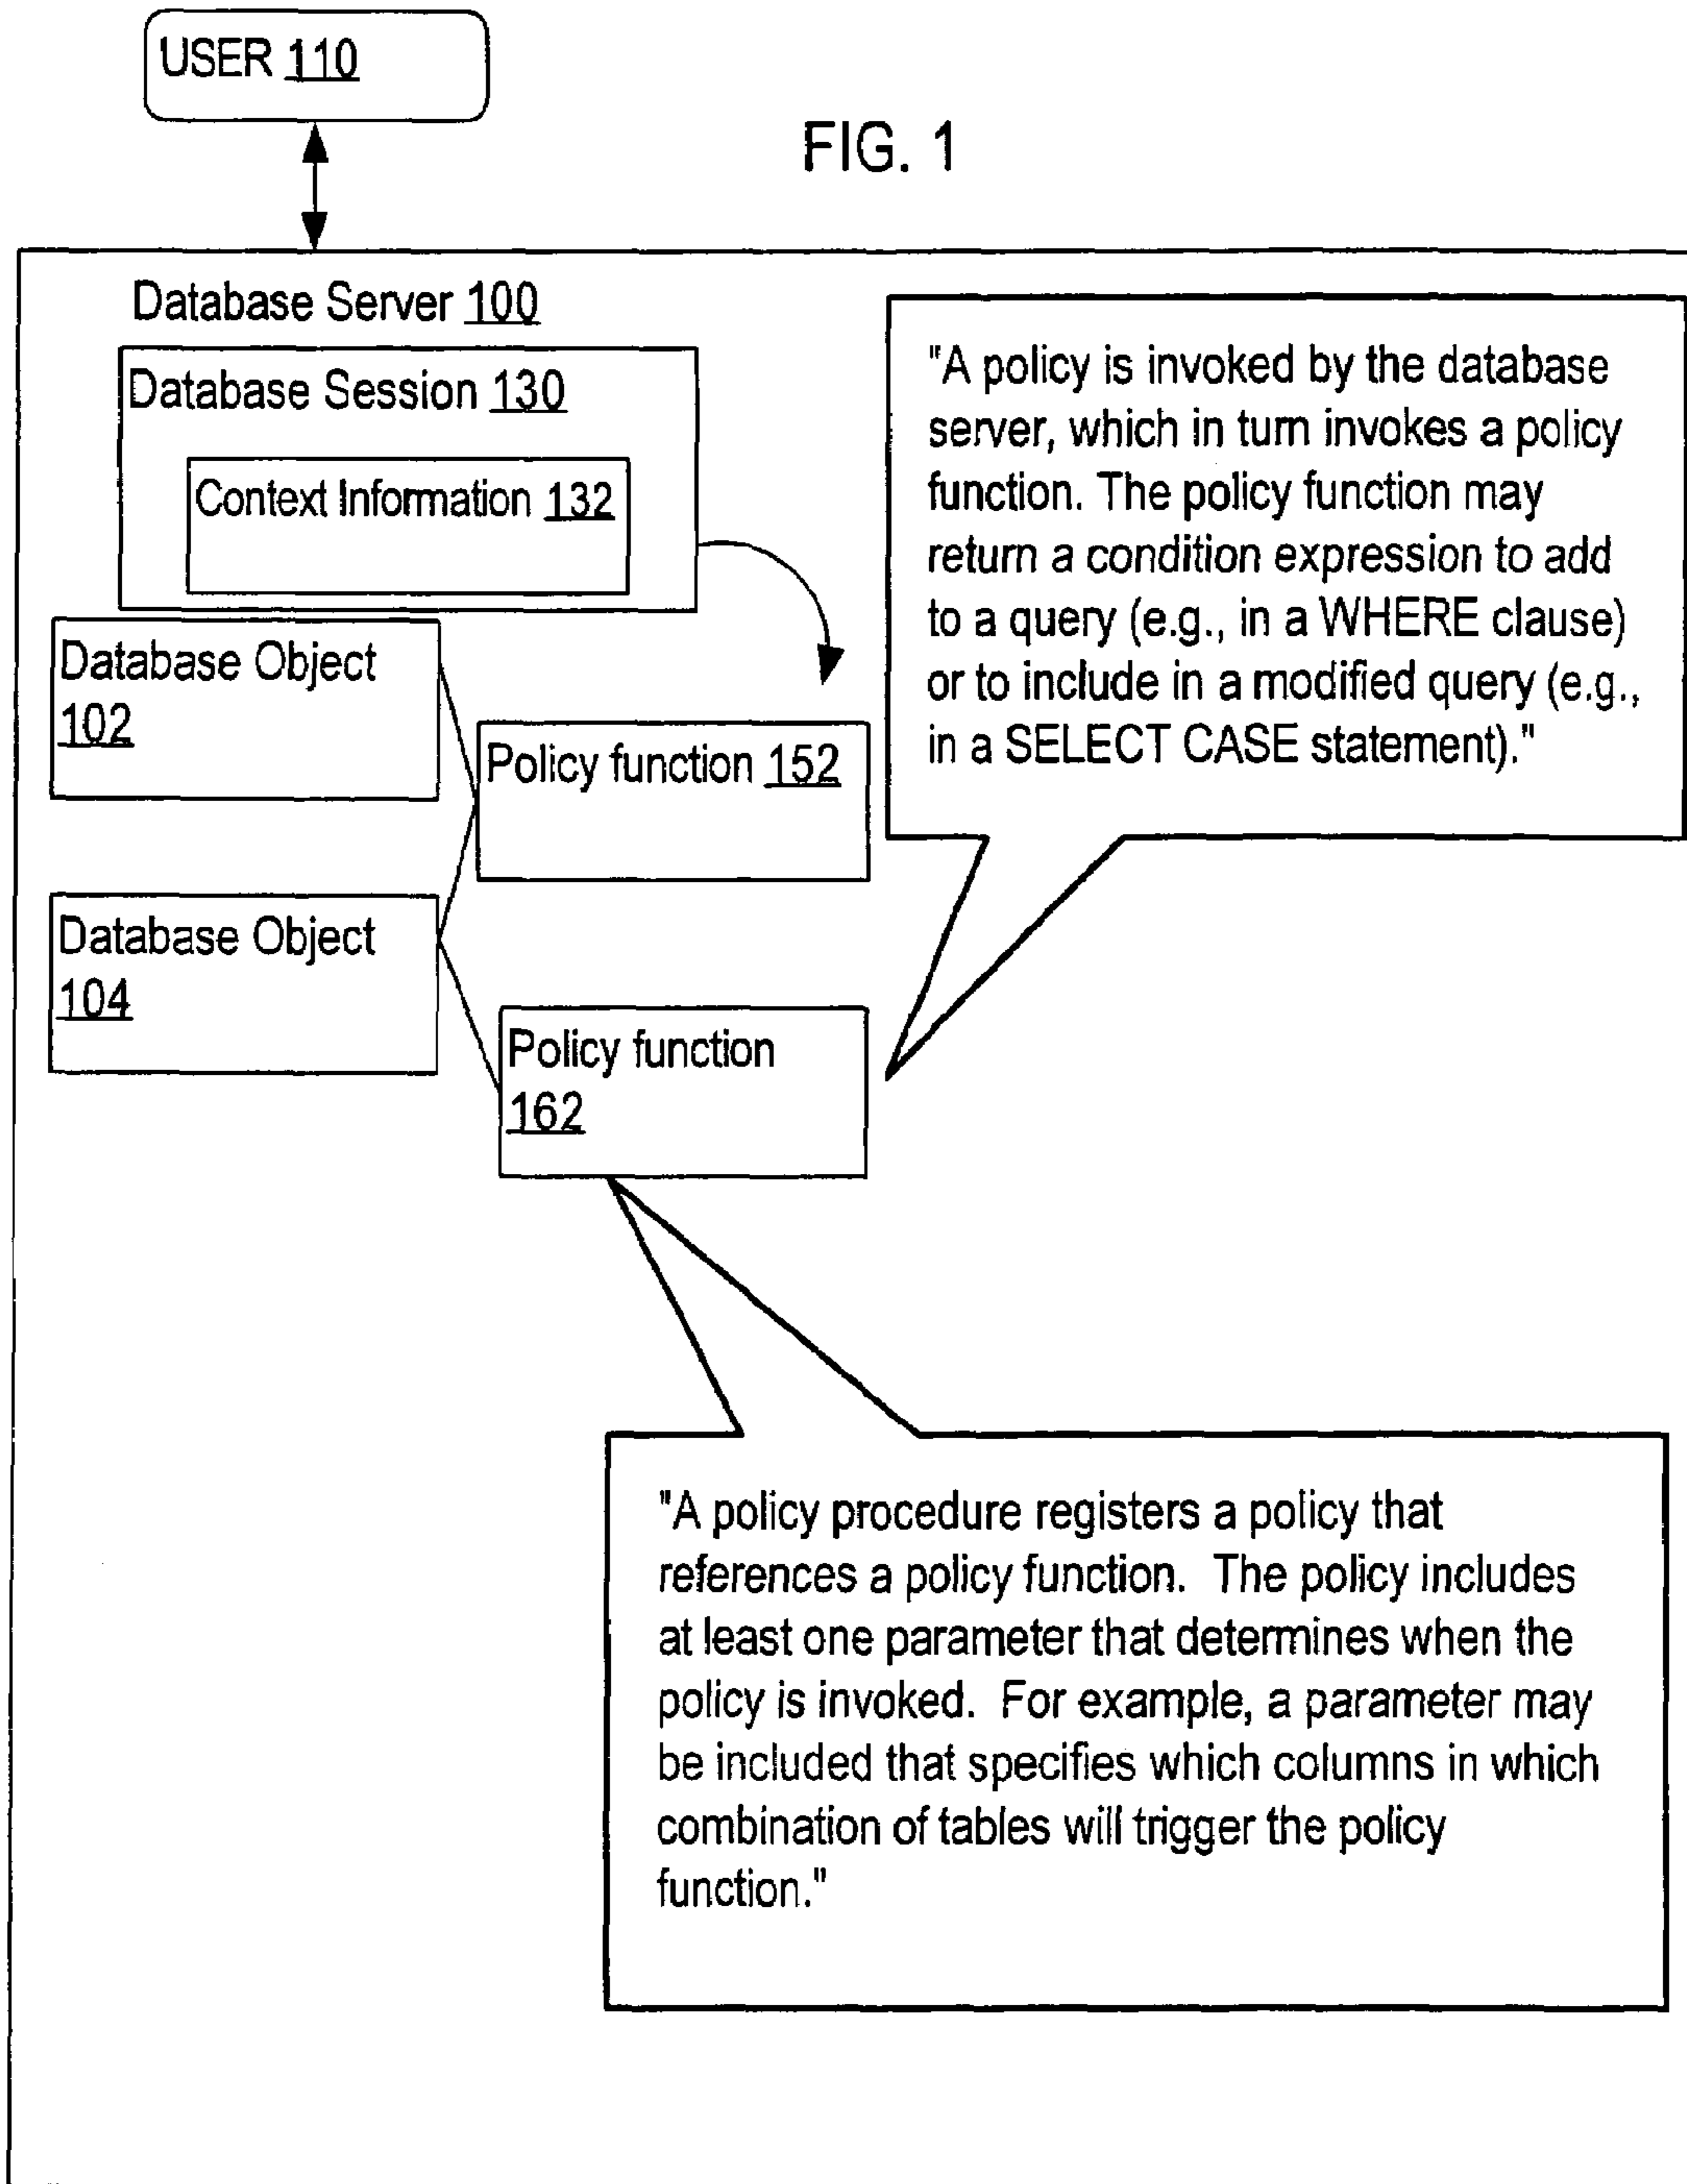 USER 110
FIG. 1
Database Server 100
Database Session 130
Context Information 132
"A policy is invoked by the database
server, which in turn invokes a policy
function. The policy function may
return a condition expression to add
to a query (e.g., in a WHERE clause)
or to include in a modified query (e.g.,
in a SELECT CASE statement)."
Database Object
102
Policy function 152
Database Object
104
Policy function
162
"A policy procedure registers a policy that
references a policy function.  The policy includes
at least one parameter that determines when the
policy is invoked.  For example, a parameter may
be included that specifies which columns in which
combination of tables will trigger the policy
function."